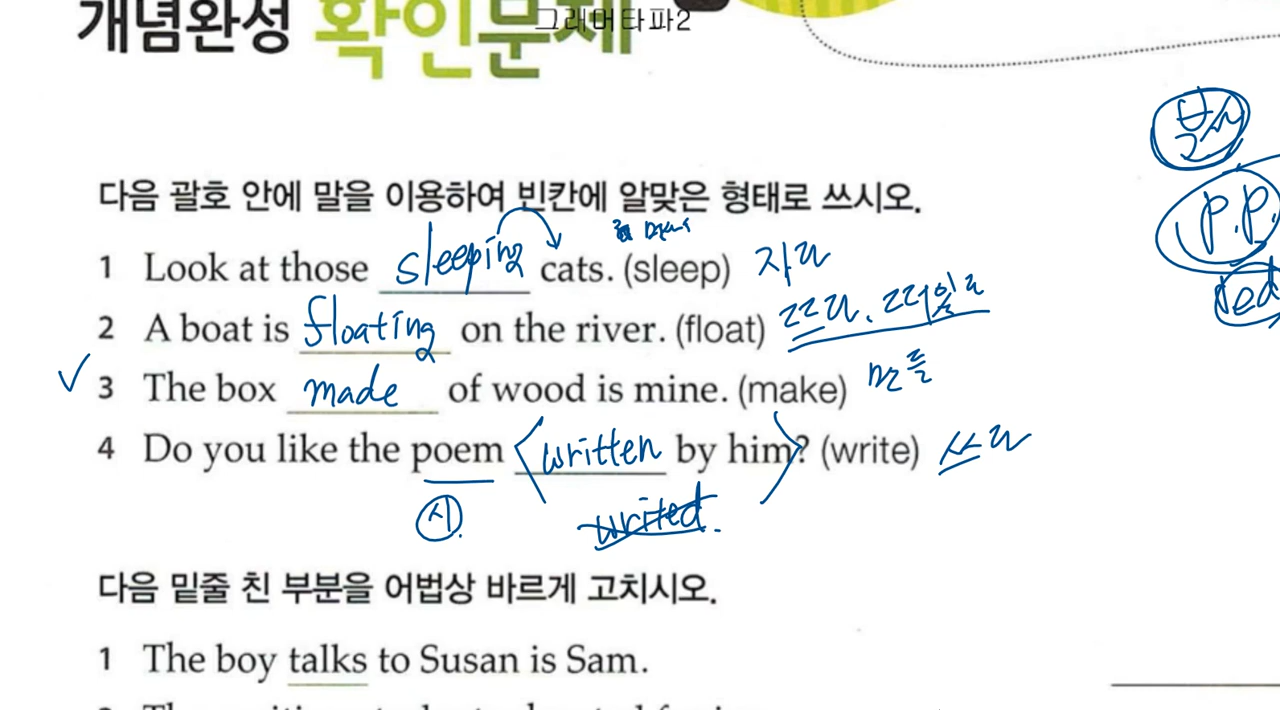 개념완성 확인문제
그래머타파2
분사
p.p.
ed
다음 괄호 안에 말을 이용하여 빈칸에 알맞은 형태로 쓰시오.
1 Look at those sleeping cats. (sleep) 자다
2 A boat is floating on the river. (float) 뜨다, 떠있는
✓ 3 The box made of wood is mine. (make) 만듦
4 Do you like the poem <written by him>? (write) 쓰다
시
writed.
다음 밑줄 친 부분을 어법상 바르게 고치시오.
1 The boy talks to Susan is Sam.